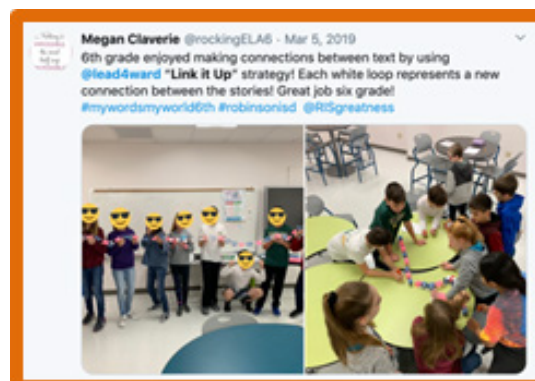 Megan Claverie @rockingELA6 · Mar 5, 2019
6th grade enjoyed making connections between text by using
@lead4ward "Link it Up" strategy! Each white loop represents a new
connection between the stories! Great job six grade!
#mywordsmyworld6th #robinsonisd @RISgreatness